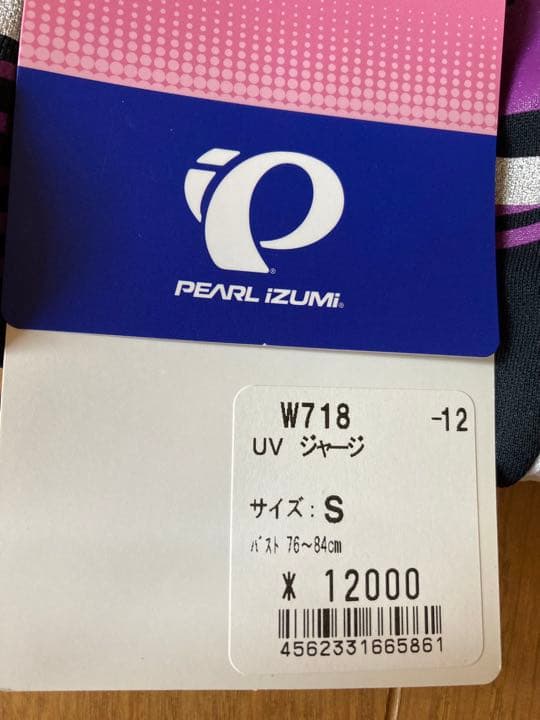 PEARL iZUMi®
W718 -12
UV ジャージ
サイズ: S
バスト 76～84cm
¥ 12000
4562331665861